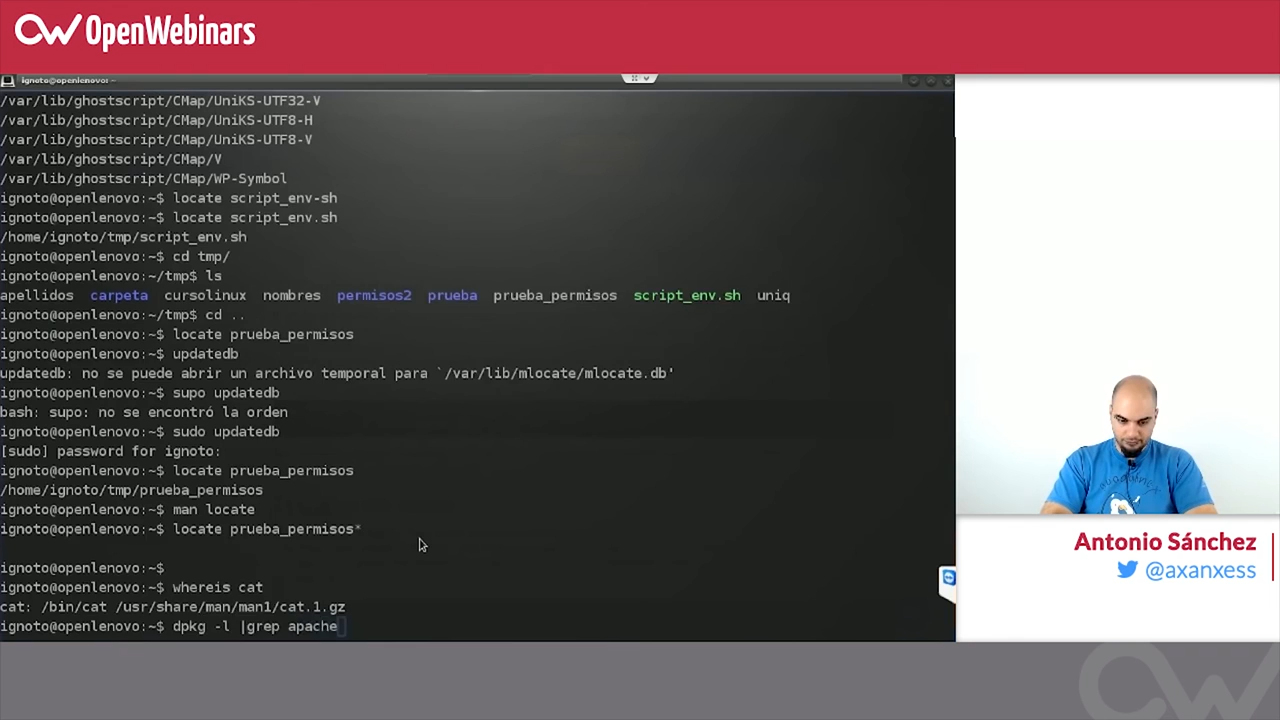 OpenWebinars
ignoto@openlenovo: ~
/var/lib/ghostscript/CMap/UniKS-UTF32-V
/var/lib/ghostscript/CMap/UniKS-UTF8-H
/var/lib/ghostscript/CMap/UniKS-UTF8-V
/var/lib/ghostscript/CMap/V
/var/lib/ghostscript/CMap/WP-Symbol
ignoto@openlenovo:~$ locate script_env-sh
ignoto@openlenovo:~$ locate script_env.sh
/home/ignoto/tmp/script_env.sh
ignoto@openlenovo:~$ cd tmp/
ignoto@openlenovo:~/tmp$ ls
apellidos carpeta cursolinux nombres permisos2 prueba prueba_permisos script_env.sh uniq
ignoto@openlenovo:~/tmp$ cd ..
ignoto@openlenovo:~$ locate prueba_permisos
ignoto@openlenovo:~$ updatedb
updatedb: no se puede abrir un archivo temporal para `/var/lib/mlocate/mlocate.db'
ignoto@openlenovo:~$ supo updatedb
bash: supo: no se encontró la orden
ignoto@openlenovo:~$ sudo updatedb
[sudo] password for ignoto:
ignoto@openlenovo:~$ locate prueba_permisos
/home/ignoto/tmp/prueba_permisos
ignoto@openlenovo:~$ man locate
ignoto@openlenovo:~$ locate prueba_permisos*
ignoto@openlenovo:~$
ignoto@openlenovo:~$ whereis cat
cat: /bin/cat /usr/share/man/man1/cat.1.gz
ignoto@openlenovo:~$ dpkg -l |grep apache
Antonio Sánchez
@axanxess